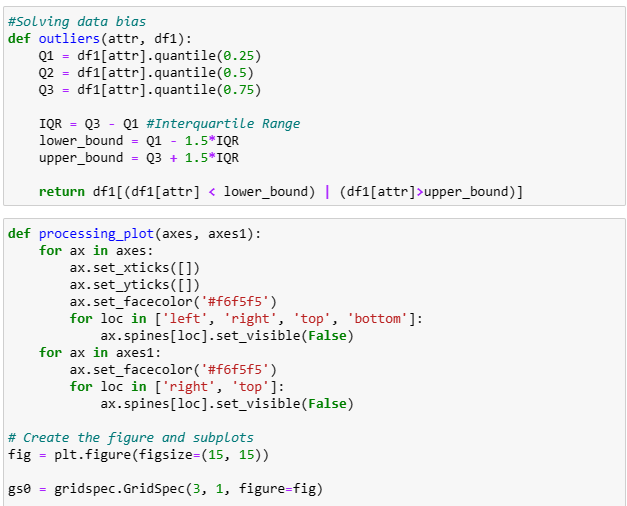 #Solving data bias
def outliers(attr, df1):
    Q1 = df1[attr].quantile(0.25)
    Q2 = df1[attr].quantile(0.5)
    Q3 = df1[attr].quantile(0.75)

    IQR = Q3 - Q1 #Interquartile Range
    lower_bound = Q1 - 1.5*IQR
    upper_bound = Q3 + 1.5*IQR

    return df1[(df1[attr] < lower_bound) | (df1[attr]>upper_bound)]

def processing_plot(axes, axes1):
    for ax in axes:
        ax.set_xticks([])
        ax.set_yticks([])
        ax.set_facecolor('#f6f5f5')
        for loc in ['left', 'right', 'top', 'bottom']:
            ax.spines[loc].set_visible(False)
    for ax in axes1:
        ax.set_facecolor('#f6f5f5')
        for loc in ['right', 'top']:
            ax.spines[loc].set_visible(False)

# Create the figure and subplots
fig = plt.figure(figsize=(15, 15))

gs0 = gridspec.GridSpec(3, 1, figure=fig)